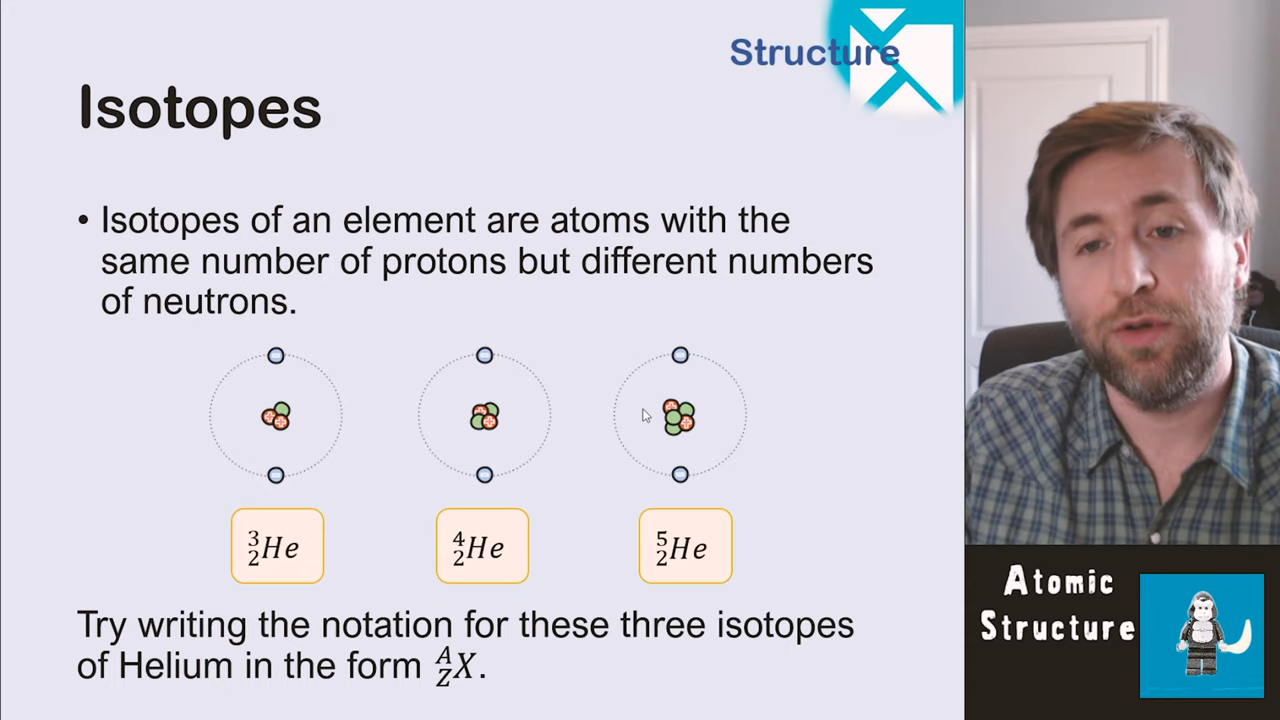 Structure
Isotopes
• Isotopes of an element are atoms with the
same number of protons but different numbers
of neutrons.
³₂He ⁴₂He ⁵₂He
Try writing the notation for these three isotopes
of Helium in the form ᴬ_ZX.
Atomic
Structure